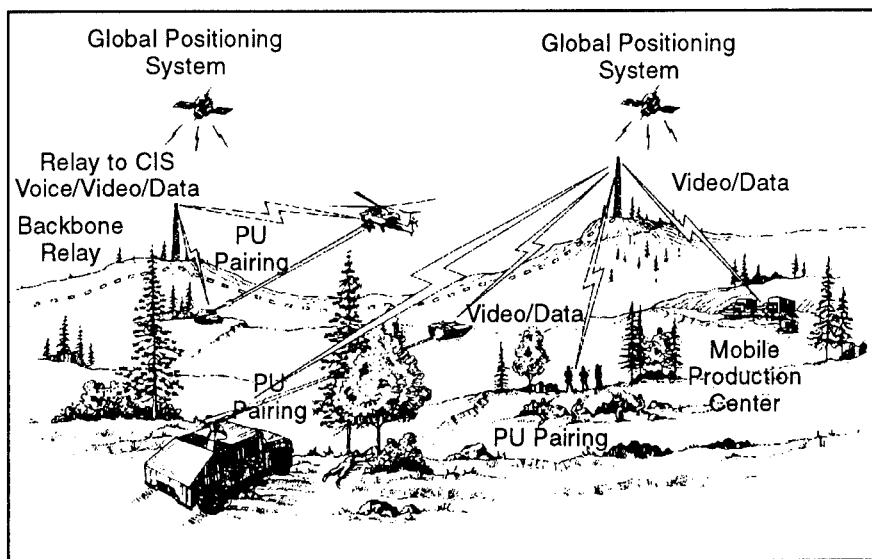 Global Positioning
System
Global Positioning
System
Relay to CIS
Voice/Video/Data
Backbone
Relay
PU
Pairing
Video/Data
Video/Data
PU
Pairing
Mobile
Production
Center
PU Pairing